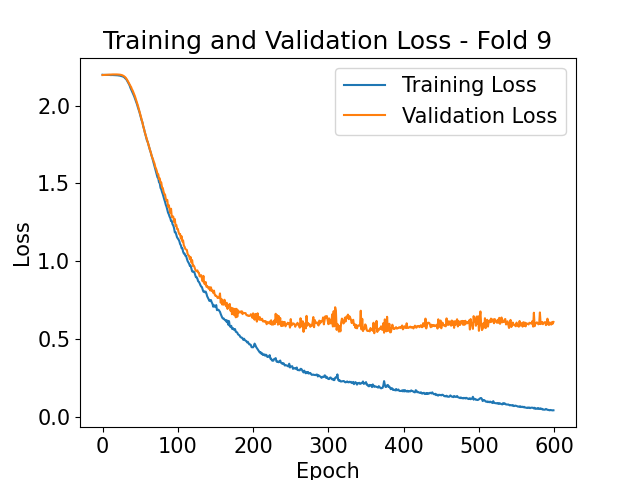 Training and Validation Loss - Fold 9
Training Loss
Validation Loss
Loss
2.0
1.5
1.0
0.5
0.0
0 100 200 300 400 500 600
Epoch